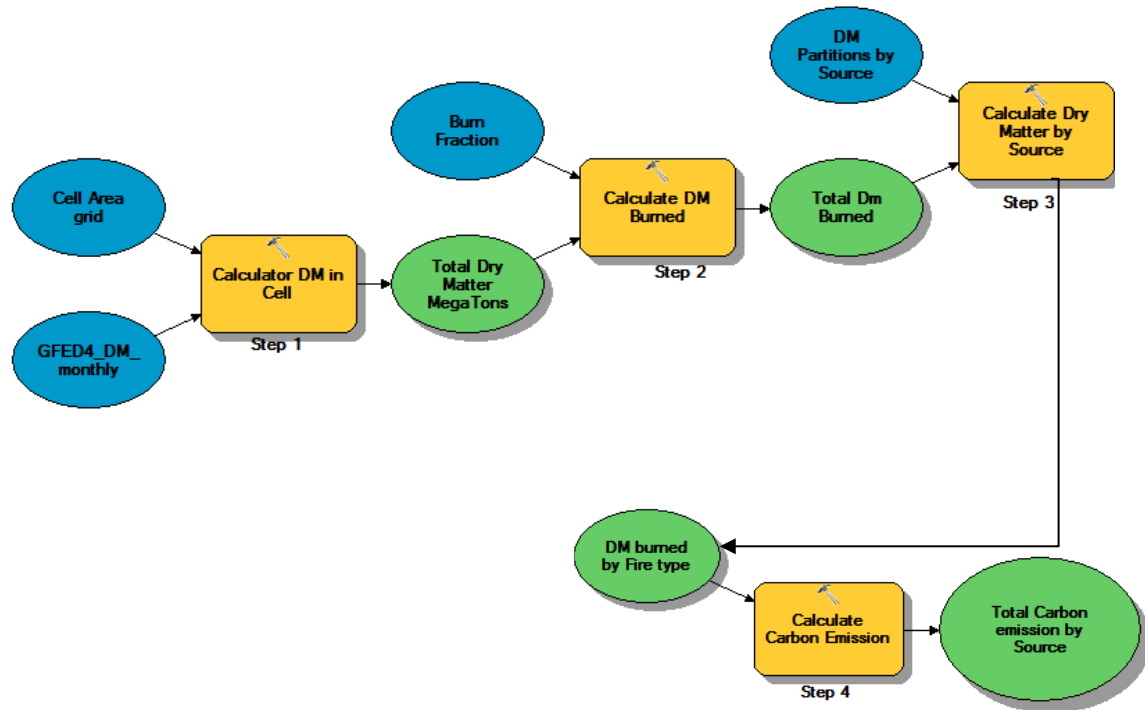 DM
Partitions by
Source
Calculate Dry
Matter by
Source
Step 3
Burn
Fraction
Calculate DM
Burned
Step 2
Total Dm
Burned
Cell Area
grid
Calculator DM in
Cell
Step 1
Total Dry
Matter
MegaTons
GFED4_DM_
monthly
DM burned
by Fire type
Calculate
Carbon Emission
Step 4
Total Carbon
emission by
Source